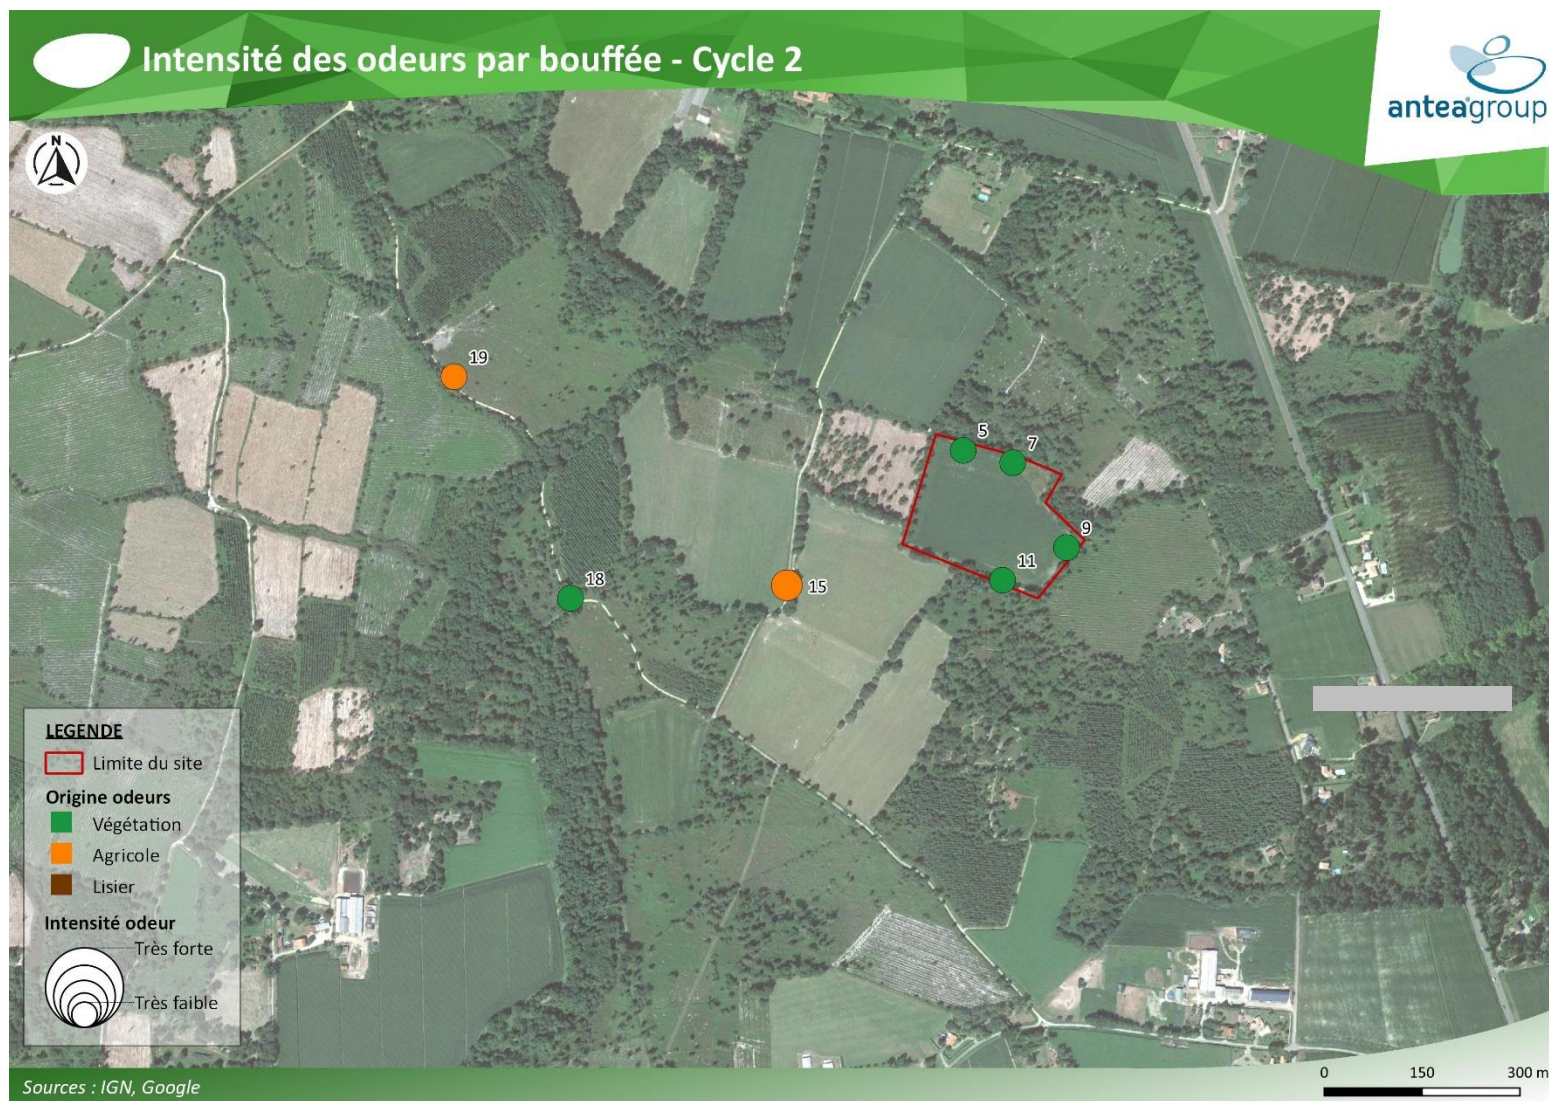 Intensité des odeurs par bouffée - Cycle 2
anteagroup
N
19
5
7
9
11
18
15
LEGENDE
Limite du site
Origine odeurs
Végétation
Agricole
Lisier
Intensité odeur
Très forte
Très faible
Sources : IGN, Google
0 150 300 m